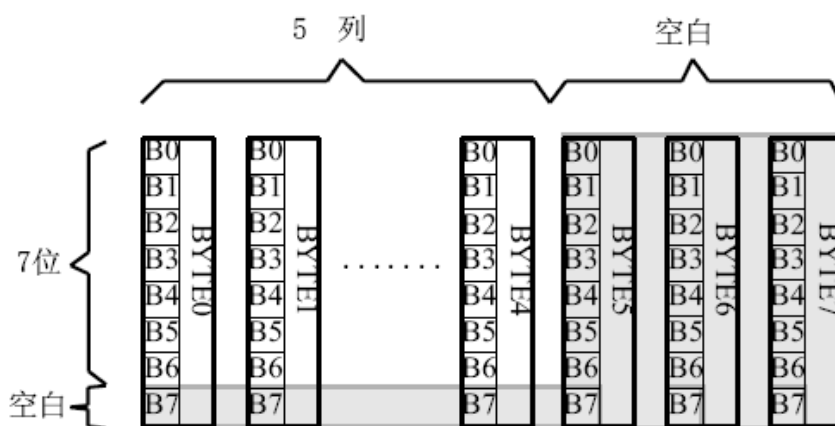 5 列 空白
B0 B0 B0 B0 B0 B0
B1 B1 B1 B1 B1 B1
B2 B2 B2 B2 B2 B2
7位 B3 B3 ........ B3 B3 B3 B3
B4 B4 B4 B4 B4 B4
B5 B5 B5 B5 B5 B5
B6 B6 B6 B6 B6 B6
空白 B7 B7 B7 B7 B7 B7
BYTE0 BYTE1 BYTE4 BYTE5 BYTE6 BYTE7